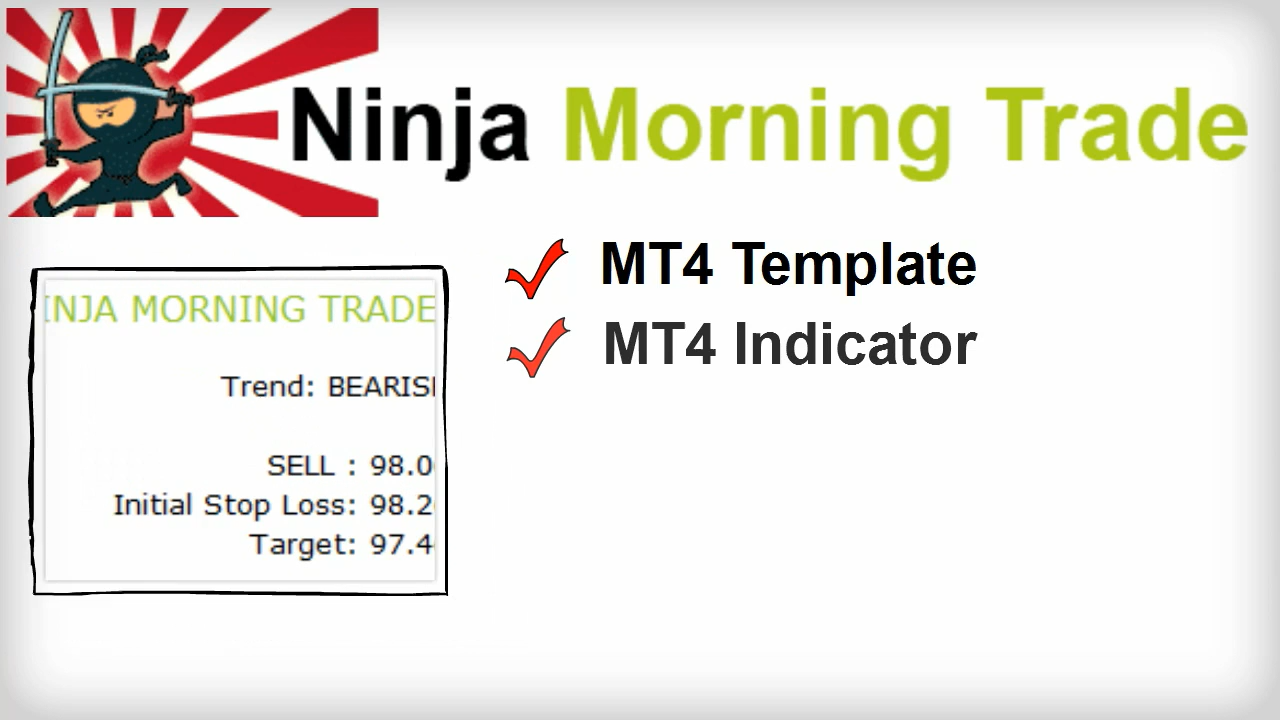 Ninja Morning Trade
MT4 Template
MT4 Indicator
INJA MORNING TRADE
Trend: BEARIS
SELL : 98.0
Initial Stop Loss: 98.2
Target: 97.4